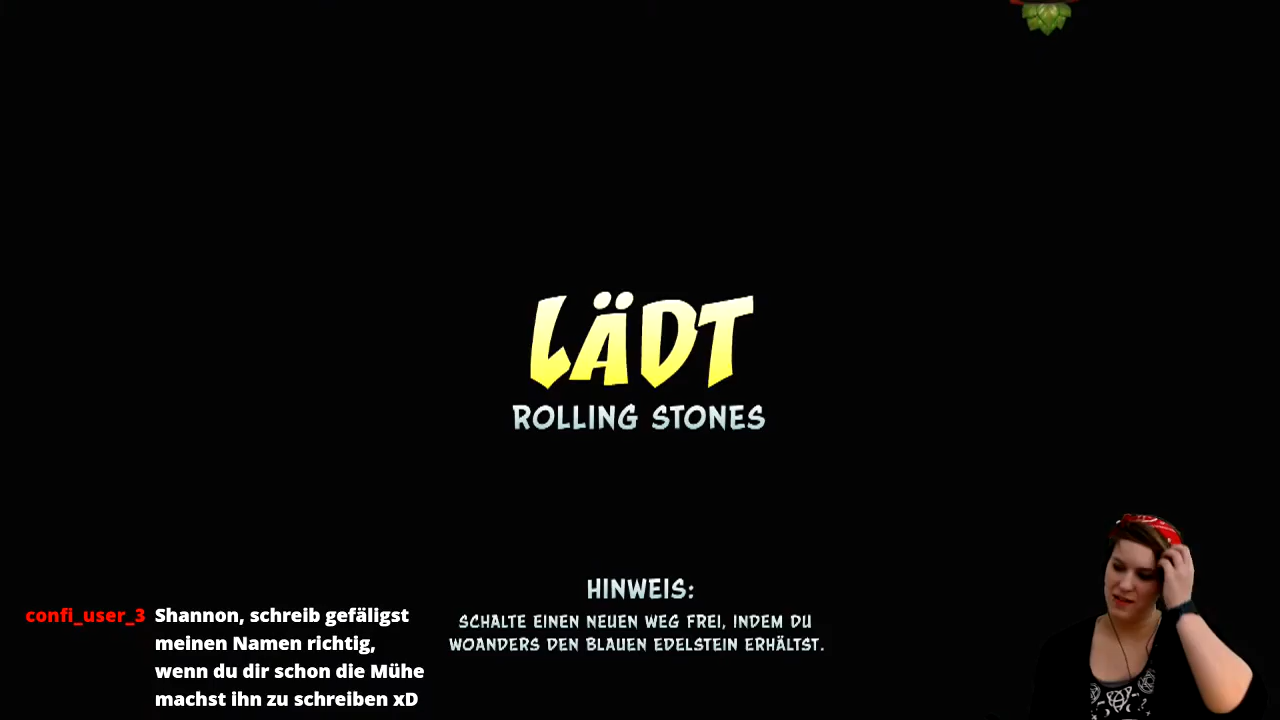 LÄDT
ROLLING STONES
HINWEIS:
SCHALTE EINEN NEUEN WEG FREI, INDEM DU
WOANDERS DEN BLAUEN EDELSTEIN ERHÄLTST.
confi_user_3 Shannon, schreib gefäligst
meinen Namen richtig,
wenn du dir schon die Mühe
machst ihn zu schreiben xD